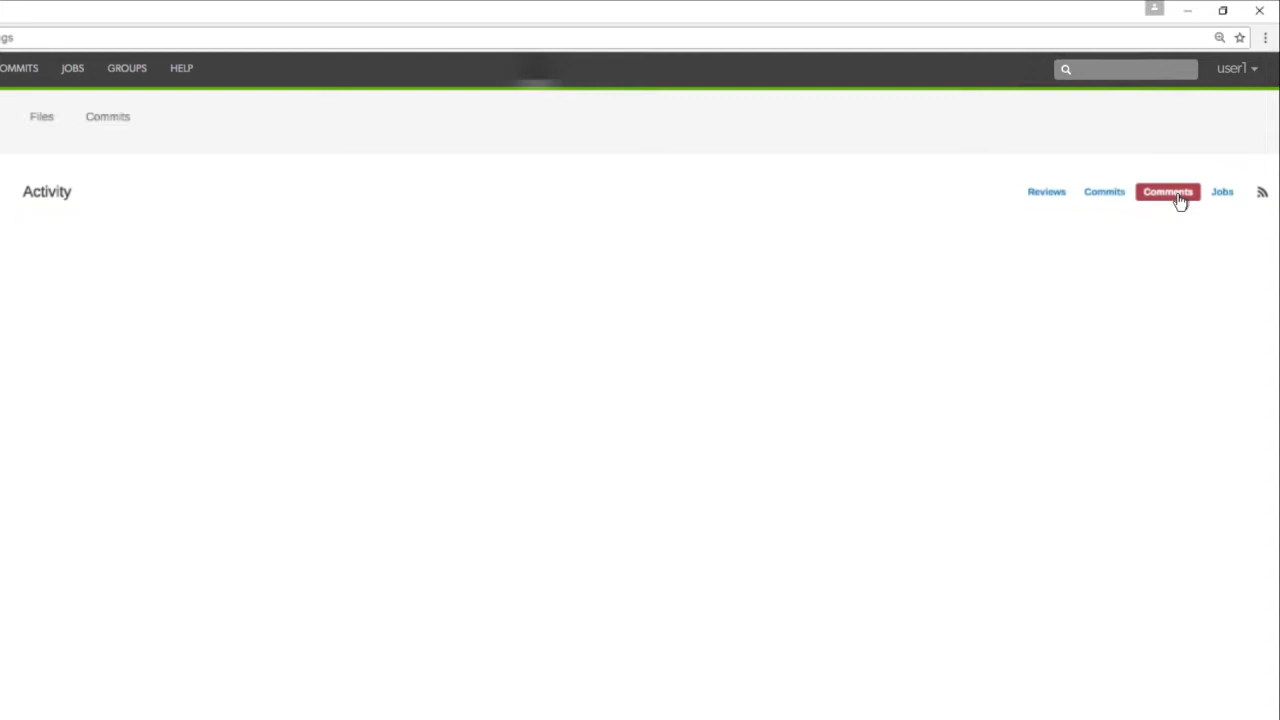 gs
OMMITS JOBS GROUPS HELP user1
Files Commits
Activity Reviews Commits Comments Jobs